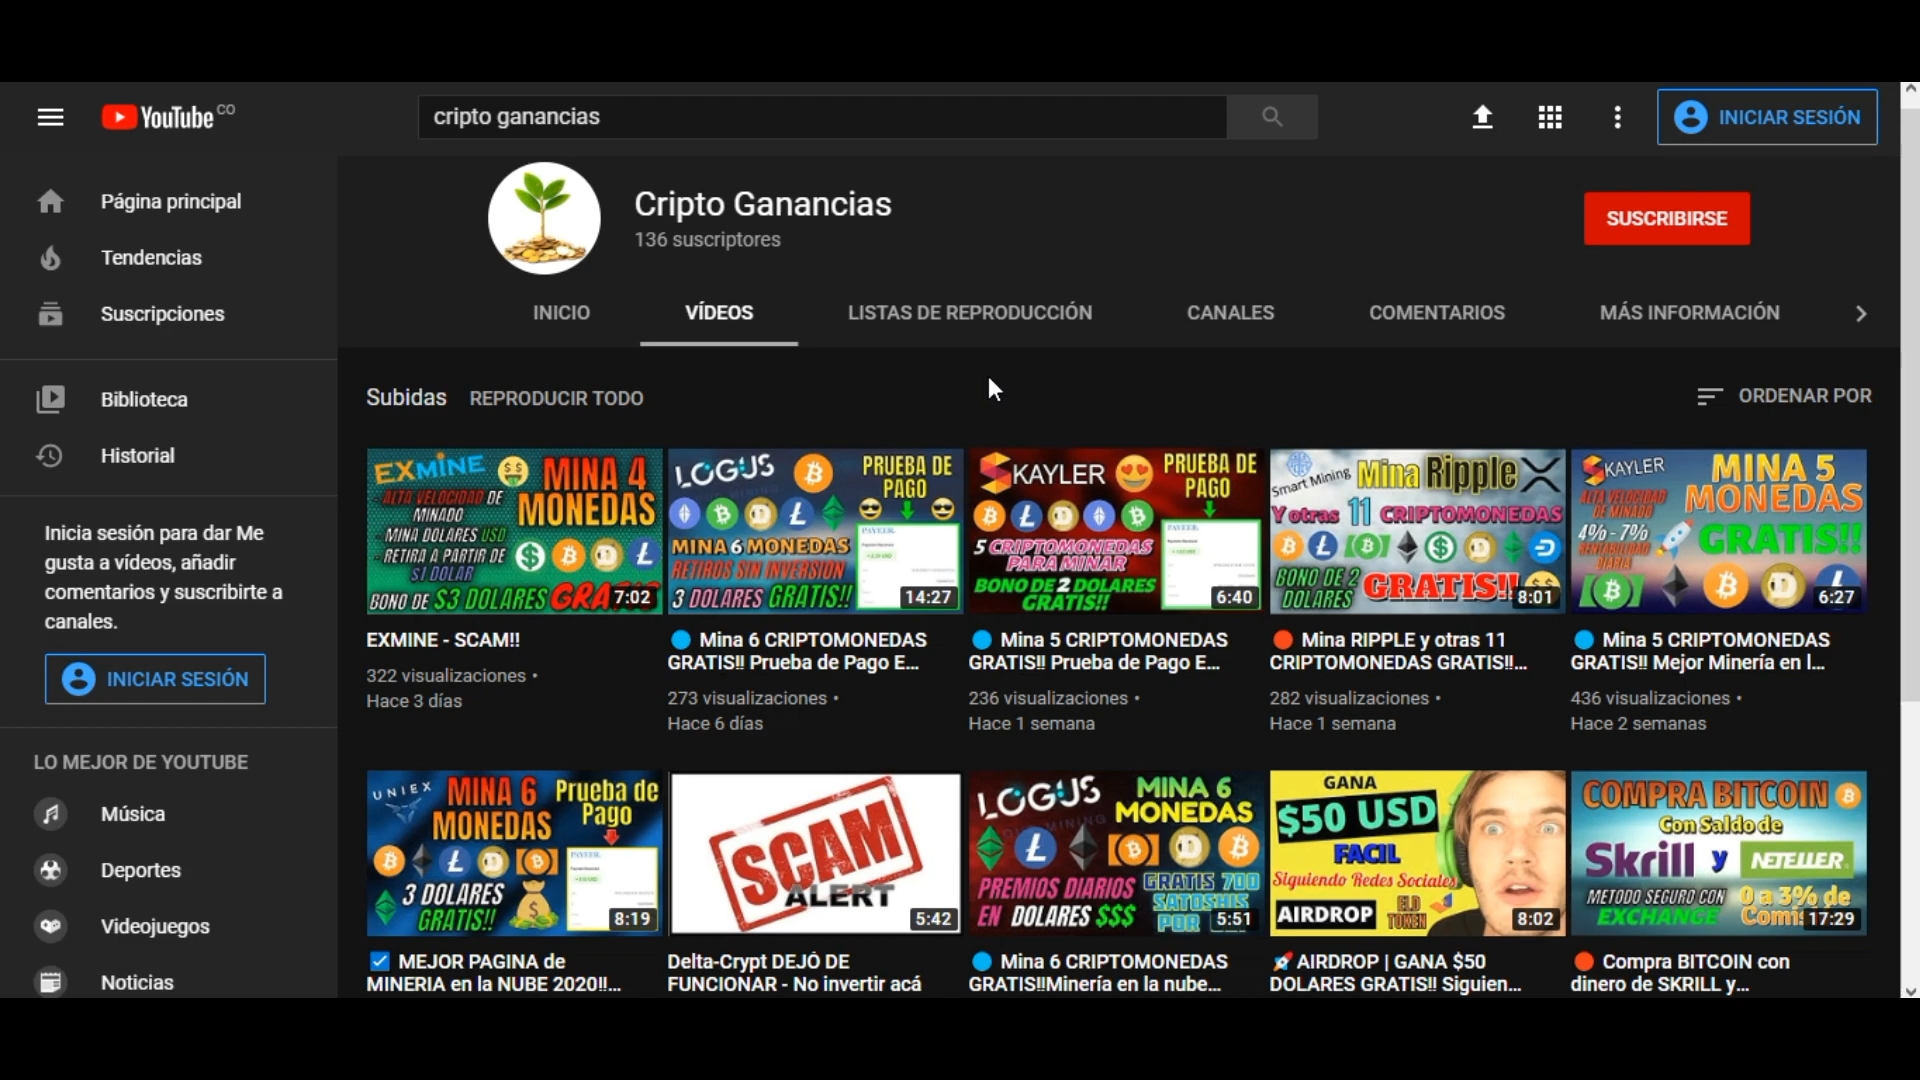 YouTube CO
cripto ganancias
INICIAR SESIÓN
Página principal
Tendencias
Suscripciones
Biblioteca
Historial
Inicia sesión para dar Me
gusta a vídeos, añadir
comentarios y suscribirte a
canales.
INICIAR SESIÓN
LO MEJOR DE YOUTUBE
Música
Deportes
Videojuegos
Noticias
Cripto Ganancias
136 suscriptores
SUSCRIBIRSE
INICIO
VÍDEOS
LISTAS DE REPRODUCCIÓN
CANALES
COMENTARIOS
MÁS INFORMACIÓN
Subidas
REPRODUCIR TODO
ORDENAR POR
EXMINE
MINA 4
MONEDAS
- ALTA VELOCIDAD DE
MINADO
- MINA DOLARES USD
- RETIRA A PARTIR DE
$1 DOLAR
BONO DE $3 DOLARES
7:02
EXMINE - SCAM!!
322 visualizaciones •
Hace 3 días
LOGUS
PRUEBA DE
PAGO
PAYEER
MINA 6 MONEDAS
RETIROS SIN INVERSION
3 DOLARES GRATIS!!
14:27
Mina 6 CRIPTOMONEDAS
GRATIS!! Prueba de Pago E...
273 visualizaciones •
Hace 6 días
KAYLER
PRUEBA DE
PAGO
PAYEER
5 CRIPTOMONEDAS
PARA MINAR
BONO DE 2 DOLARES
GRATIS!!
6:40
Mina 5 CRIPTOMONEDAS
GRATIS!! Prueba de Pago E...
236 visualizaciones •
Hace 1 semana
Smart Mining
Mina Ripple
Y otras 11 CRIPTOMONEDAS
BONO DE 2
DOLARES
GRATIS!!
8:01
Mina RIPPLE y otras 11
CRIPTOMONEDAS GRATIS!!...
282 visualizaciones •
Hace 1 semana
KAYLER
MINA 5
MONEDAS
ALTA VELOCIDAD
DE MINADO
4% - 7%
RENTABILIDAD
DIARIA
GRATIS!!
6:27
Mina 5 CRIPTOMONEDAS
GRATIS!! Mejor Minería en l...
436 visualizaciones •
Hace 2 semanas
UNIEX
MINA 6
MONEDAS
Prueba de
Pago
PAYEER
3 DOLARES
GRATIS!!
8:19
MEJOR PAGINA de
MINERIA en la NUBE 2020!!...
SCAM
ALERT
5:42
Delta-Crypt DEJÓ DE
FUNCIONAR - No invertir acá
LOGUS
MINA 6
MONEDAS
PREMIOS DIARIOS
EN DOLARES $$$
GRATIS 700
SATOSHIS
POR
5:51
Mina 6 CRIPTOMONEDAS
GRATIS!!Minería en la nube...
GANA
$50 USD
FACIL
Siguiendo Redes Sociales
AIRDROP
ELD
TOKEN
8:02
AIRDROP | GANA $50
DOLARES GRATIS!! Siguien...
COMPRA BITCOIN
Con Saldo de
Skrill y NETELLER
METODO SEGURO CON
EXCHANGE
0 a 3% de
17:29
Compra BITCOIN con
dinero de SKRILL y...